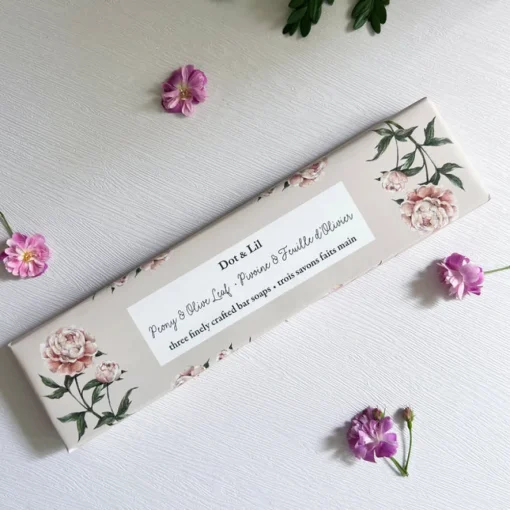 Dot & Lil
Peony & Olive Leaf · Pivoine & Feuille d'Olivier
three finely crafted bar soaps • trois savons faits main